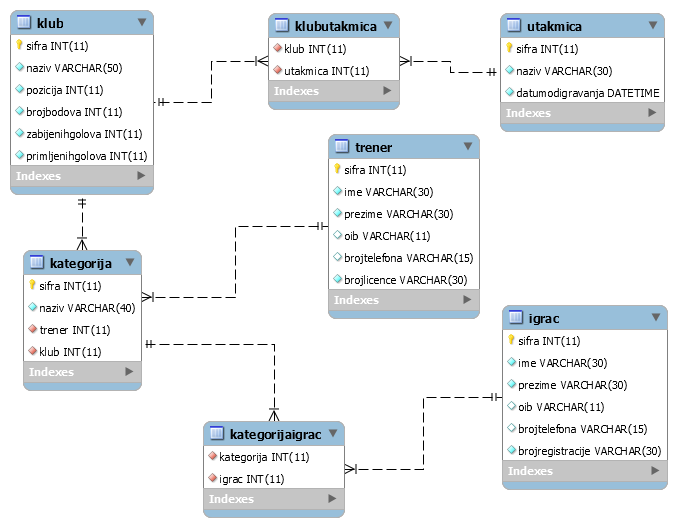 klub
sifra INT(11)
naziv VARCHAR(50)
pozicija INT(11)
brojbodova INT(11)
zabijenihgolova INT(11)
primljenihgolova INT(11)
Indexes
klubutakmica
klub INT(11)
utakmica INT(11)
Indexes
utakmica
sifra INT(11)
naziv VARCHAR(30)
datumodigravanja DATETIME
Indexes
trener
sifra INT(11)
ime VARCHAR(30)
prezime VARCHAR(30)
oib VARCHAR(11)
brojtelefona VARCHAR(15)
brojlicence VARCHAR(30)
Indexes
kategorija
sifra INT(11)
naziv VARCHAR(40)
trener INT(11)
klub INT(11)
Indexes
igrac
sifra INT(11)
ime VARCHAR(30)
prezime VARCHAR(30)
oib VARCHAR(11)
brojtelefona VARCHAR(15)
brojregistracije VARCHAR(30)
Indexes
kategorijaigrac
kategorija INT(11)
igrac INT(11)
Indexes